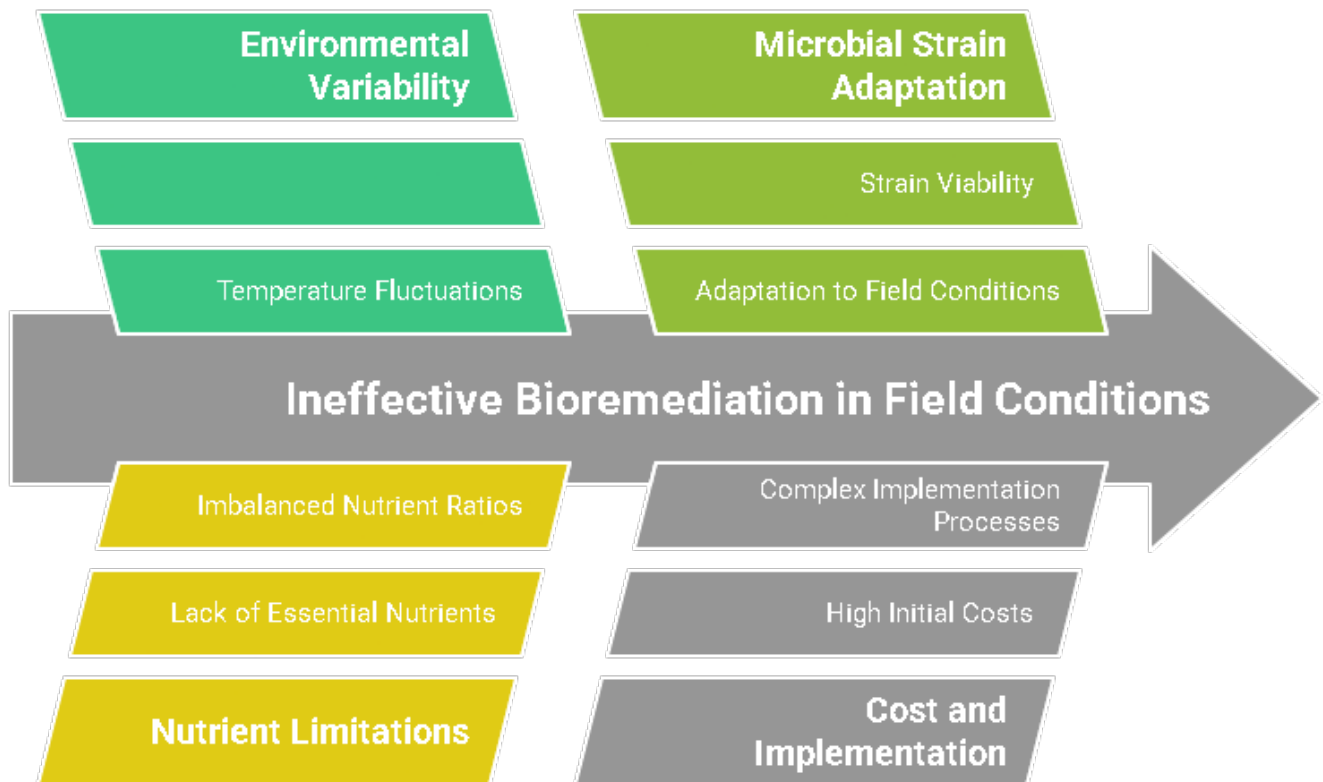 Environmental
Variability
Temperature Fluctuations
Microbial Strain
Adaptation
Strain Viability
Adaptation to Field Conditions
Ineffective Bioremediation in Field Conditions
Imbalanced Nutrient Ratios
Lack of Essential Nutrients
Nutrient Limitations
Complex Implementation
Processes
High Initial Costs
Cost and
Implementation